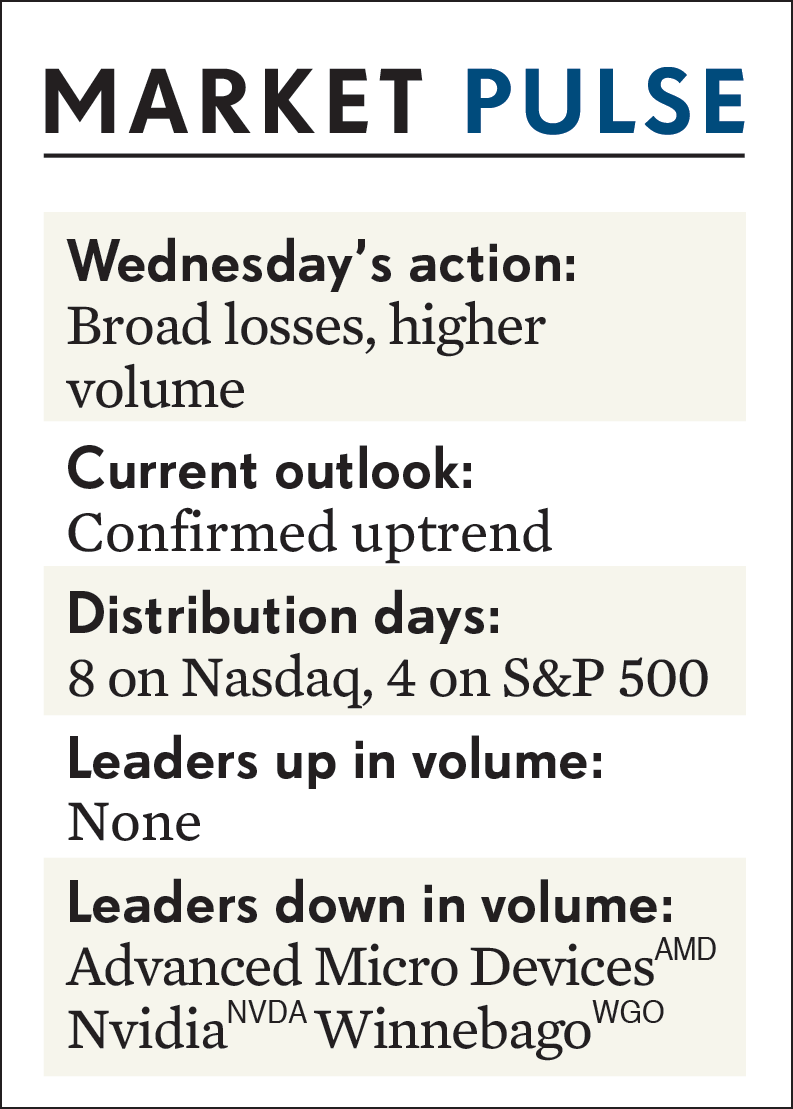 MARKET PULSE
Wednesday’s action:
Broad losses, higher
volume
Current outlook:
Confirmed uptrend
Distribution days:
8 on Nasdaq, 4 on S&P 500
Leaders up in volume:
None
Leaders down in volume:
Advanced Micro Devices AMD
Nvidia NVDA Winnebago WGO